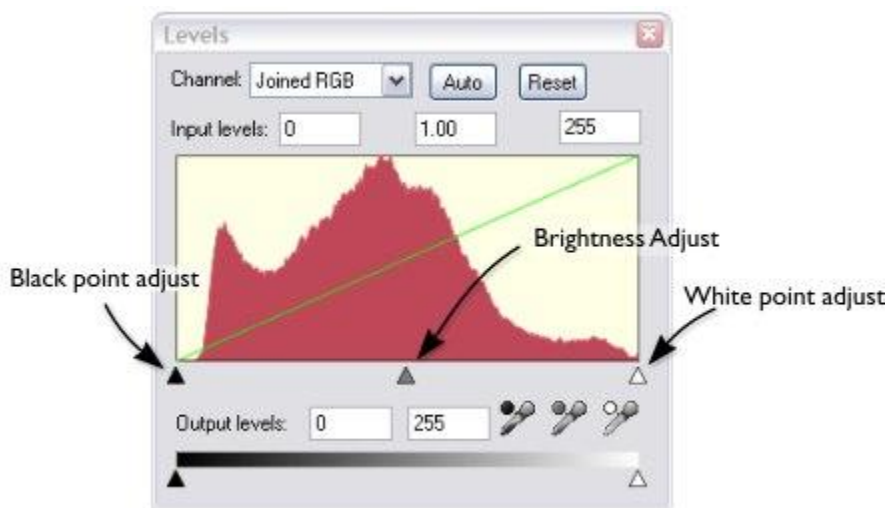 Levels
Channel: Joined RGB Auto Reset
Input levels: 0 1.00 255
Brightness Adjust
Black point adjust
White point adjust
Output levels: 0 255